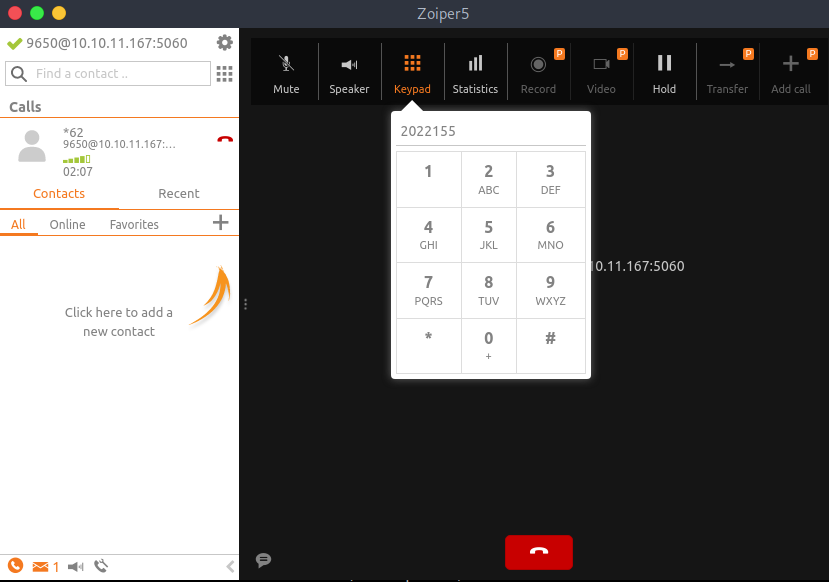 Zoiper5
9650@10.10.11.167:5060
Find a contact ..
Calls
*62
9650@10.10.11.167:...
02:07
Contacts Recent
All Online Favorites +
Click here to add a
new contact
1
Mute Speaker Keypad Statistics Record P Video P Hold Transfer P Add call P
2022155
1 2 3
ABC DEF
4 5 6
GHI JKL MNO
7 8 9
PQRS TUV WXYZ
* 0 #
+
10.11.167:5060